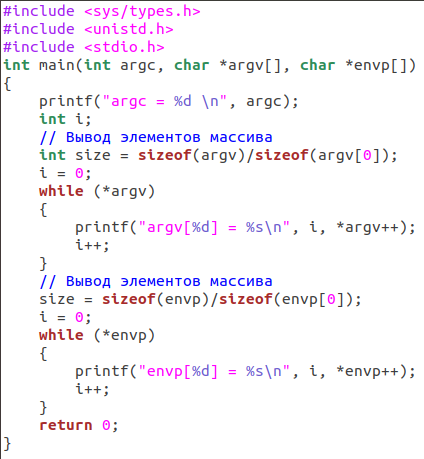 #include <sys/types.h>
#include <unistd.h>
#include <stdio.h>
int main(int argc, char *argv[], char *envp[])
{
    printf("argc = %d \n", argc);
    int i;
    // Вывод элементов массива
    int size = sizeof(argv)/sizeof(argv[0]);
    i = 0;
    while (*argv)
    {
        printf("argv[%d] = %s\n", i, *argv++);
        i++;
    }
    // Вывод элементов массива
    size = sizeof(envp)/sizeof(envp[0]);
    i = 0;
    while (*envp)
    {
        printf("envp[%d] = %s\n", i, *envp++);
        i++;
    }
    return 0;
}